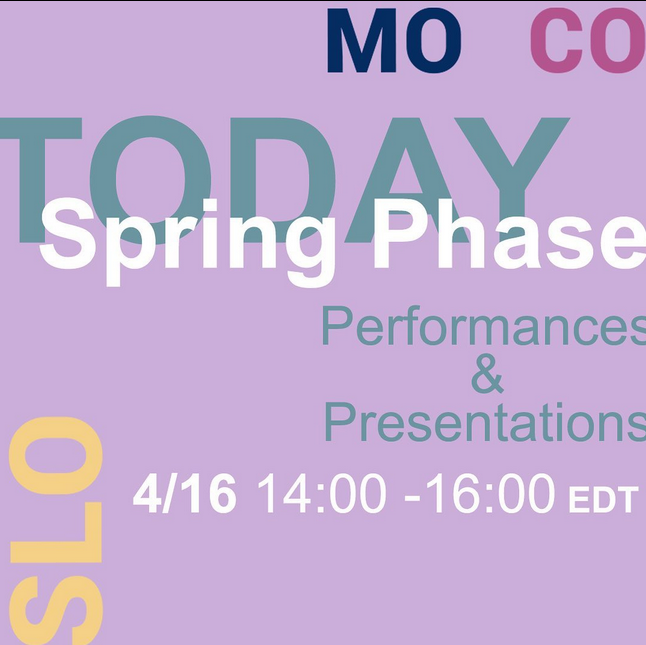 MO CO
TODAY
Spring Phase
Performances
&
Presentations
4/16 14:00 -16:00 EDT
SLO